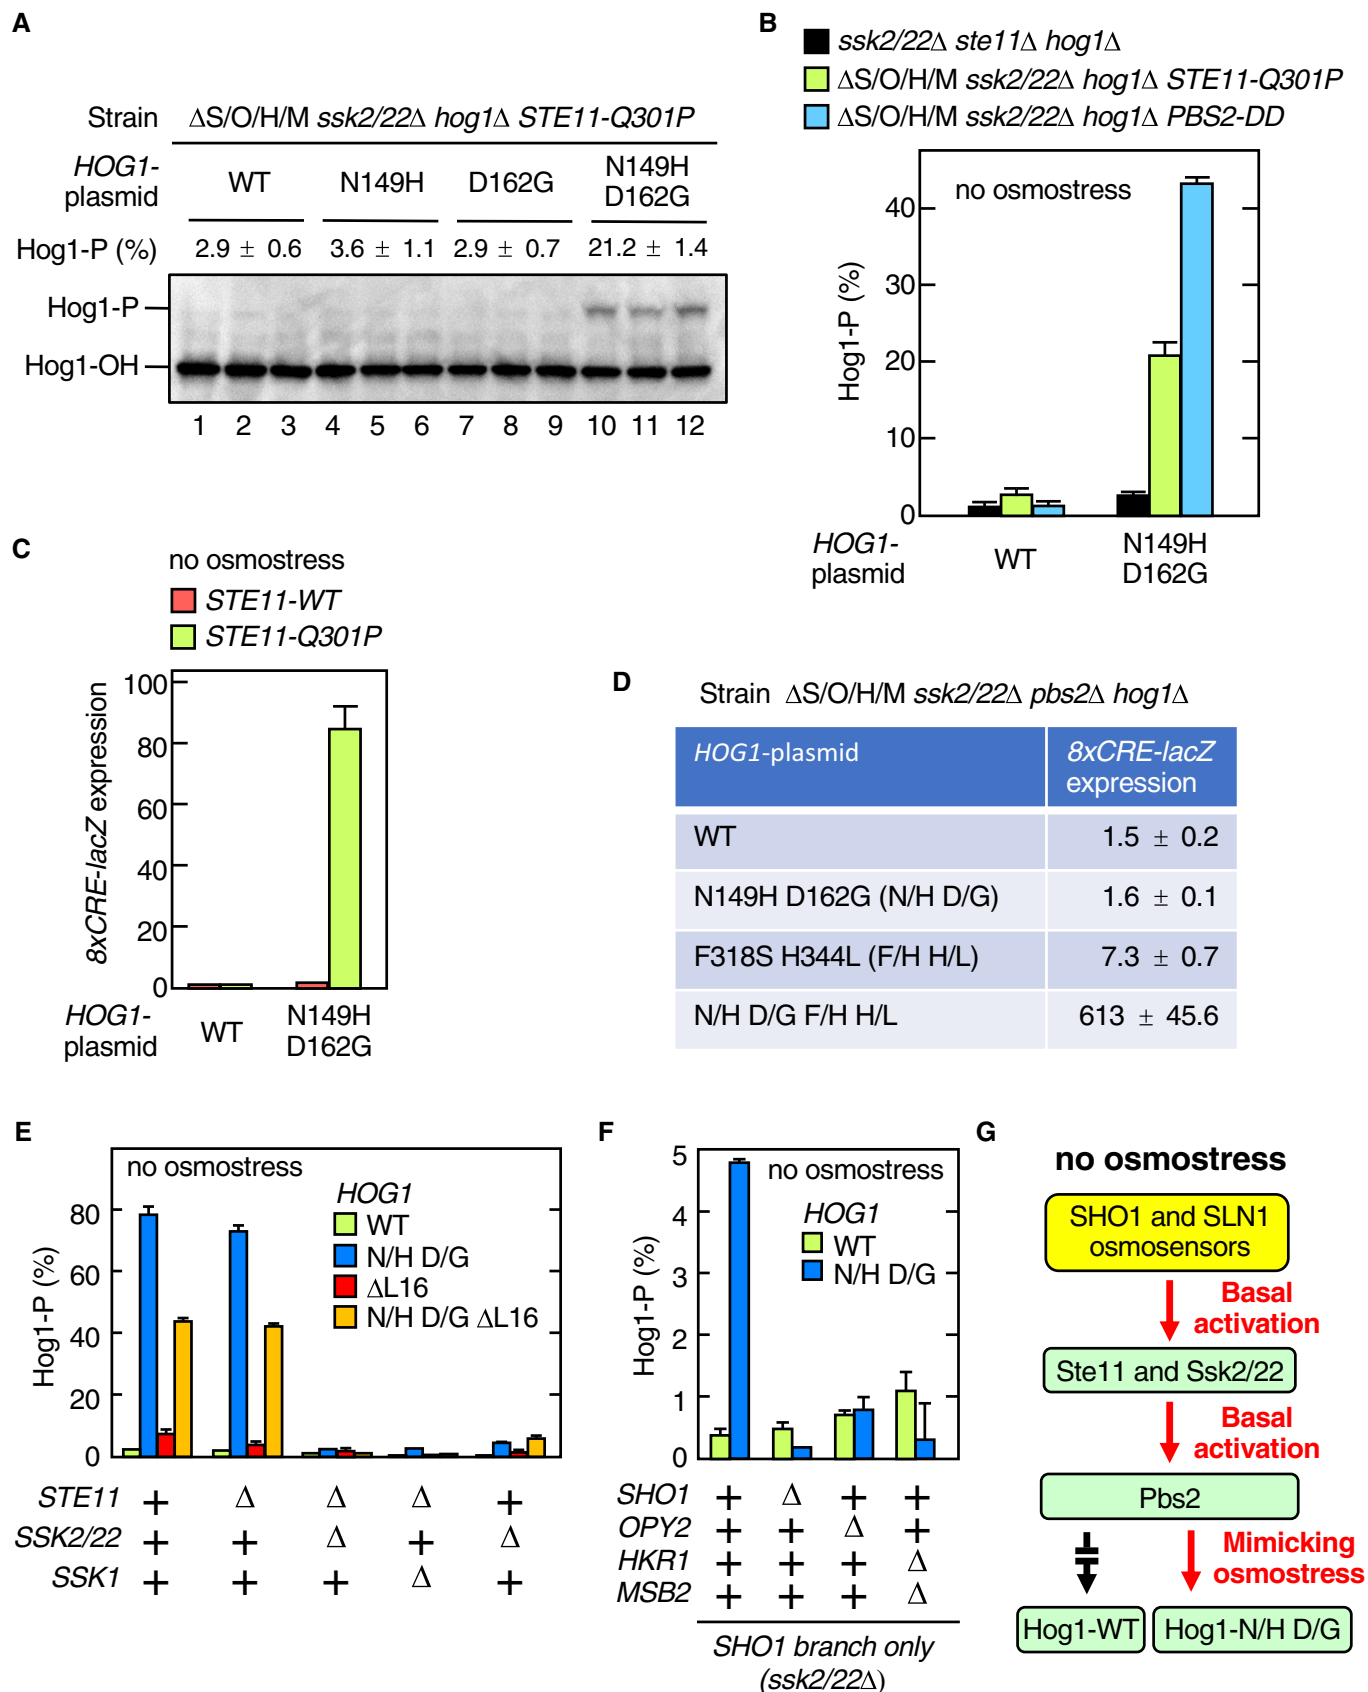 A
Strain ΔS/O/H/M ssk2/22Δ hog1Δ STE11-Q301P
HOG1-
plasmid
WT
N149H
D162G
N149H
D162G
Hog1-P (%) 2.9 ± 0.6 3.6 ± 1.1 2.9 ± 0.7 21.2 ± 1.4
Hog1-P
Hog1-OH
1 2 3 4 5 6 7 8 9 10 11 12
B
ssk2/22Δ ste11Δ hog1Δ
ΔS/O/H/M ssk2/22Δ hog1Δ STE11-Q301P
ΔS/O/H/M ssk2/22Δ hog1Δ PBS2-DD
no osmostress
Hog1-P (%)
40
30
20
10
0
HOG1-
plasmid
WT
N149H
D162G
C
no osmostress
STE11-WT
STE11-Q301P
8xCRE-lacZ expression
100
80
60
40
20
0
HOG1-
plasmid
WT
N149H
D162G
D
Strain ΔS/O/H/M ssk2/22Δ pbs2Δ hog1Δ
HOG1-plasmid
8xCRE-lacZ
expression
WT 1.5 ± 0.2
N149H D162G (N/H D/G) 1.6 ± 0.1
F318S H344L (F/H H/L) 7.3 ± 0.7
N/H D/G F/H H/L 613 ± 45.6
E
no osmostress
HOG1
WT
N/H D/G
ΔL16
N/H D/G ΔL16
Hog1-P (%)
80
60
40
20
0
STE11 + Δ Δ Δ +
SSK2/22 + + Δ + Δ
SSK1 + + + Δ +
F
no osmostress
HOG1
WT
N/H D/G
Hog1-P (%)
5
4
3
2
1
0
SHO1 + Δ + +
OPY2 + + Δ +
HKR1 + + + Δ
MSB2 + + + Δ
SHO1 branch only
(ssk2/22Δ)
G
no osmostress
SHO1 and SLN1
osmosensors
Basal
activation
Ste11 and Ssk2/22
Basal
activation
Pbs2
Mimicking
osmostress
Hog1-WT
Hog1-N/H D/G